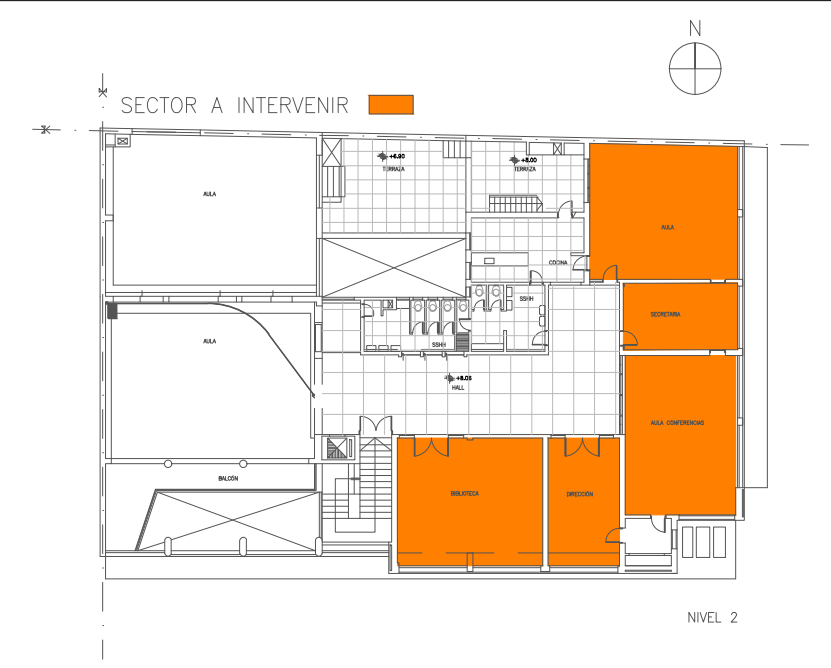 N
SECTOR A INTERVENIR
+6.90
TERRAZA
+8.00
TERRAZA
AULA
AULA
COCINA
SSHH
SECRETARIA
AULA
SSHH
+8.05
HALL
AULA CONFERENCIAS
BALCÓN
BIBLIOTECA
DIRECCIÓN
NIVEL 2